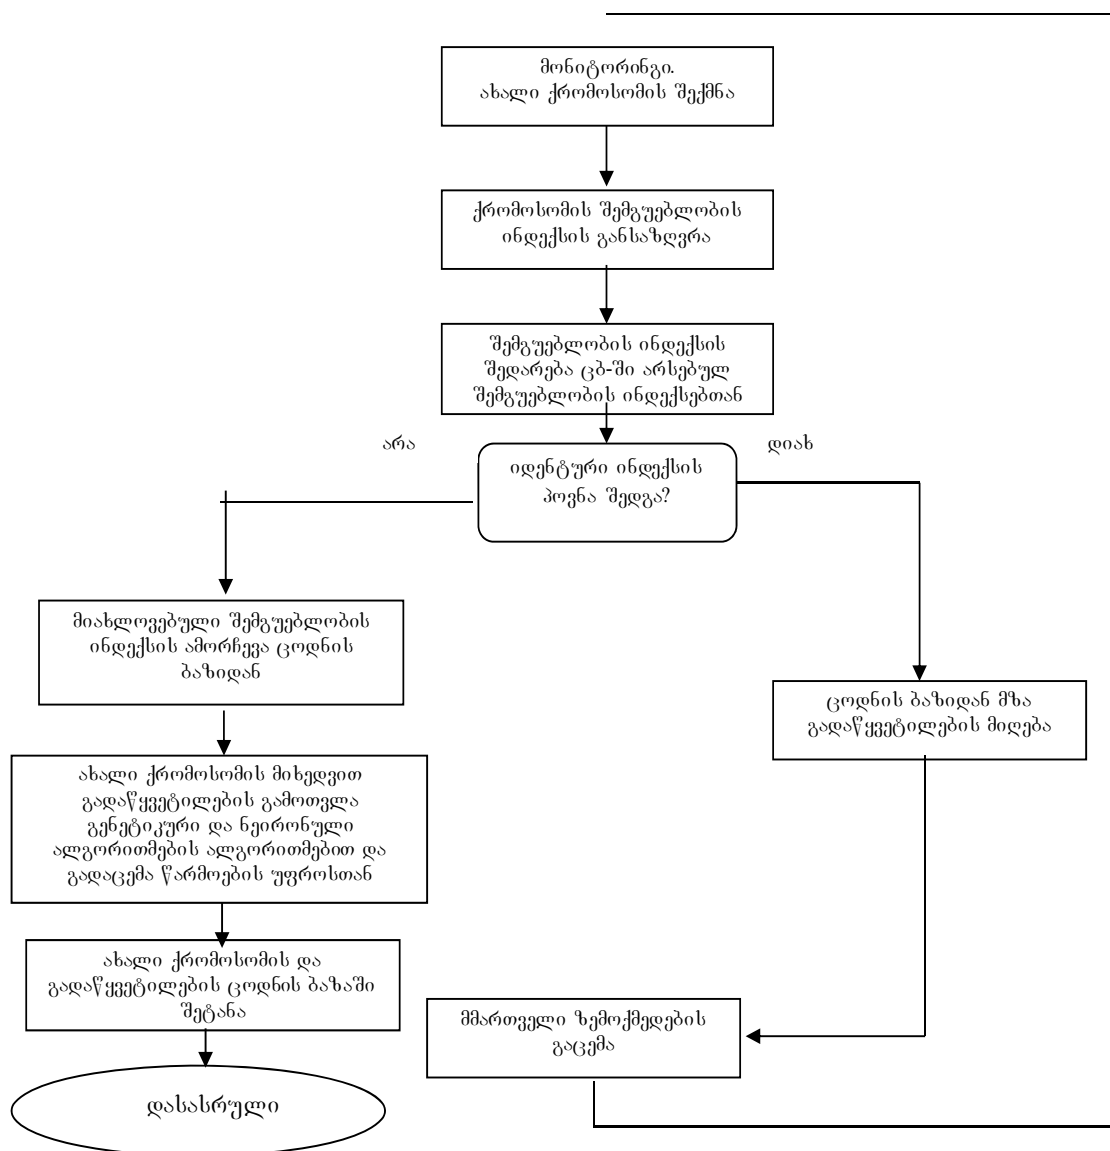 მონიტორინგი.
ახალი ქრომოსომის შექმნა
ქრომოსომის შემგუებლობის
ინდექსის განსაზღვრა
შემგუებლობის ინდექსის
შედარება ცბ-ში არსებულ
შემგუებლობის ინდექსებთან
არა
დიახ
იდენტური ინდექსის
პოვნა შედგა?
მიახლოვებული შემგუებლობის
ინდექსის ამორჩევა ცოდნის
ბაზიდან
ცოდნის ბაზიდან მზა
გადაწყვეტილების მიღება
ახალი ქრომოსომის მიხედვით
გადაწყვეტილების გამოთვლა
გენეტიკური და ნეირონული
ალგორითმების ალგორითმებით და
გადაცემა წარმოების უფროსთან
ახალი ქრომოსომის და
გადაწყვეტილების ცოდნის ბაზაში
შეტანა
მმართველი ზემოქმედების
გაცემა
დასასრული